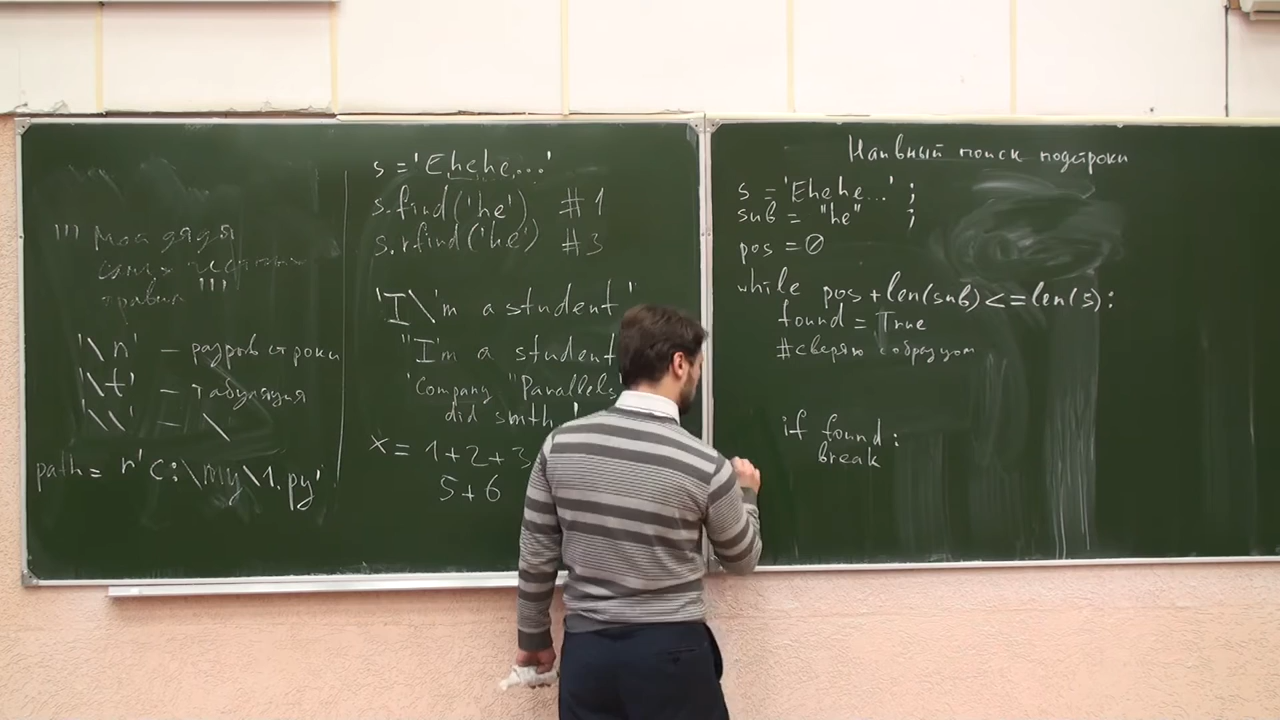 ''' Мой дядя
самых честных
правил '''
'\n' – разрыв строки
'\t' – табуляция
'\\' – \
path = r'C:\my\1.py'
s = 'Ehehe...'
s.find('he') #1
s.rfind('he') #3
'I\'m a student'
"I'm a student
'Company "Parallels"
did smth.'
x = 1+2+3
5+6
Наивный поиск подстроки
s = 'Ehehe...' ;
sub = "he" ;
pos = 0
while pos+len(sub)<=len(s):
found = True
#сверяю с образцом
if found:
break